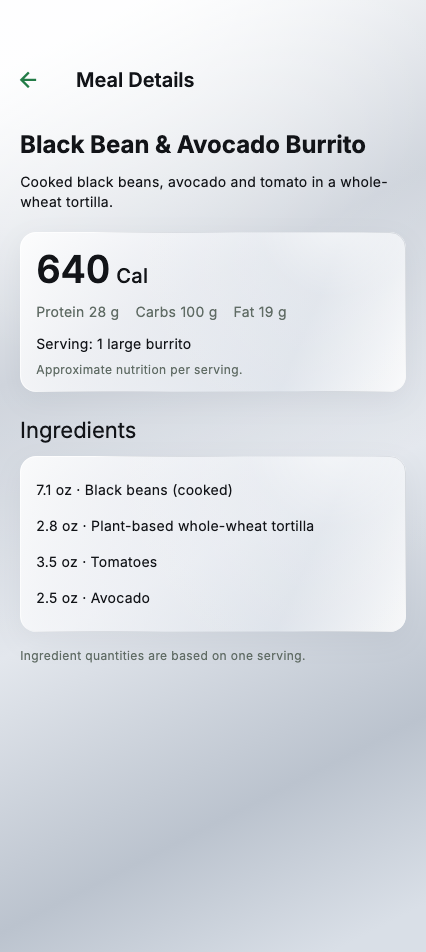 Meal Details
Black Bean & Avocado Burrito
Cooked black beans, avocado and tomato in a whole-
wheat tortilla.
640 Cal
Protein 28 g Carbs 100 g Fat 19 g
Serving: 1 large burrito
Approximate nutrition per serving.
Ingredients
7.1 oz · Black beans (cooked)
2.8 oz · Plant-based whole-wheat tortilla
3.5 oz · Tomatoes
2.5 oz · Avocado
Ingredient quantities are based on one serving.